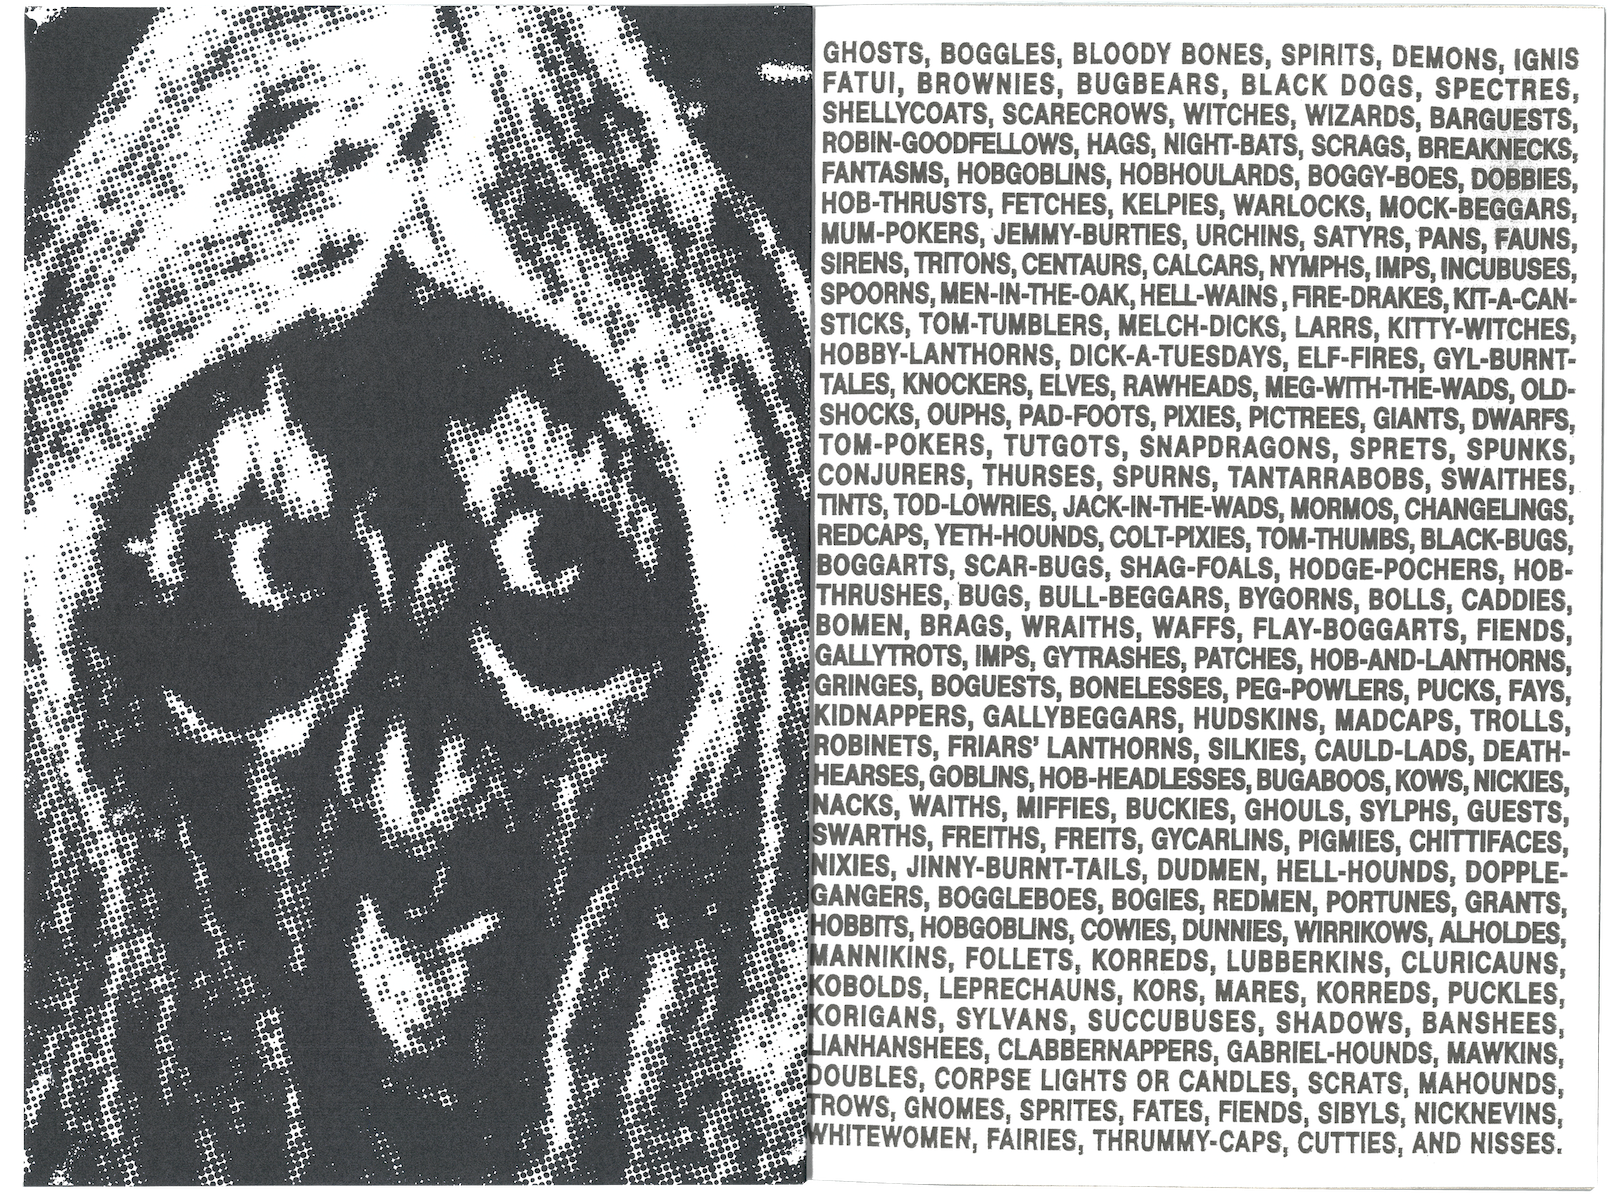 GHOSTS, BOGGLES, BLOODY BONES, SPIRITS, DEMONS, IGNIS
FATUI, BROWNIES, BUGBEARS, BLACK DOGS, SPECTRES,
SHELLYCOATS, SCARECROWS, WITCHES, WIZARDS, BARGUESTS,
ROBIN-GOODFELLOWS, HAGS, NIGHT-BATS, SCRAGS, BREAKNECKS,
FANTASMS, HOBGOBLINS, HOBHOULARDS, BOGGY-BOES, DOBBIES,
HOB-THRUSTS, FETCHES, KELPIES, WARLOCKS, MOCK-BEGGARS,
MUM-POKERS, JEMMY-BURTIES, URCHINS, SATYRS, PANS, FAUNS,
SIRENS, TRITONS, CENTAURS, CALCARS, NYMPHS, IMPS, INCUBUSES,
SPOORNS, MEN-IN-THE-OAK, HELL-WAINS, FIRE-DRAKES, KIT-A-CAN-
STICKS, TOM-TUMBLERS, MELCH-DICKS, LARRS, KITTY-WITCHES,
HOBBY-LANTHORNS, DICK-A-TUESDAYS, ELF-FIRES, GYL-BURNT-
TALES, KNOCKERS, ELVES, RAWHEADS, MEG-WITH-THE-WADS, OLD-
SHOCKS, OUPHS, PAD-FOOTS, PIXIES, PICTREES, GIANTS, DWARFS,
TOM-POKERS, TUTGOTS, SNAPDRAGONS, SPRETS, SPUNKS,
CONJURERS, THURSES, SPURNS, TANTARRABOBS, SWAITHES,
TINTS, TOD-LOWRIES, JACK-IN-THE-WADS, MORMOS, CHANGELINGS,
REDCAPS, YETH-HOUNDS, COLT-PIXIES, TOM-THUMBS, BLACK-BUGS,
BOGGARTS, SCAR-BUGS, SHAG-FOALS, HODGE-POCHERS, HOB-
THRUSHES, BUGS, BULL-BEGGARS, BYGORNS, BOLLS, CADDIES,
BOMEN, BRAGS, WRAITHS, WAFFS, FLAY-BOGGARTS, FIENDS,
GALLYTROTS, IMPS, GYTRASHES, PATCHES, HOB-AND-LANTHORNS,
GRINGES, BOGUESTS, BONELESSES, PEG-POWLERS, PUCKS, FAYS,
KIDNAPPERS, GALLYBEGGARS, HUDSKINS, MADCAPS, TROLLS,
ROBINETS, FRIARS' LANTHORNS, SILKIES, CAULD-LADS, DEATH-
HEARSES, GOBLINS, HOB-HEADLESSES, BUGABOOS, KOWS, NICKIES,
NACKS, WAITHS, MIFFIES, BUCKIES, GHOULS, SYLPHS, GUESTS,
SWARTHS, FREITHS, FREITS, GYCARLINS, PIGMIES, CHITTIFACES,
NIXIES, JINNY-BURNT-TAILS, DUDMEN, HELL-HOUNDS, DOPPLE-
GANGERS, BOGGLEBOES, BOGIES, REDMEN, PORTUNES, GRANTS,
HOBBITS, HOBGOBLINS, COWIES, DUNNIES, WIRRIKOWS, ALHOLDES,
MANNIKINS, FOLLETS, KORREDS, LUBBERKINS, CLURICAUNS,
KOBOLDS, LEPRECHAUNS, KORS, MARES, KORREDS, PUCKLES,
KORIGANS, SYLVANS, SUCCUBUSES, SHADOWS, BANSHEES,
LIANHANSHEES, CLABBERNAPPERS, GABRIEL-HOUNDS, MAWKINS,
DOUBLES, CORPSE LIGHTS OR CANDLES, SCRATS, MAHOUNDS,
TROWS, GNOMES, SPRITES, FATES, FIENDS, SIBYLS, NICKNEVINS,
WHITEWOMEN, FAIRIES, THRUMMY-CAPS, CUTTIES, AND NISSES.